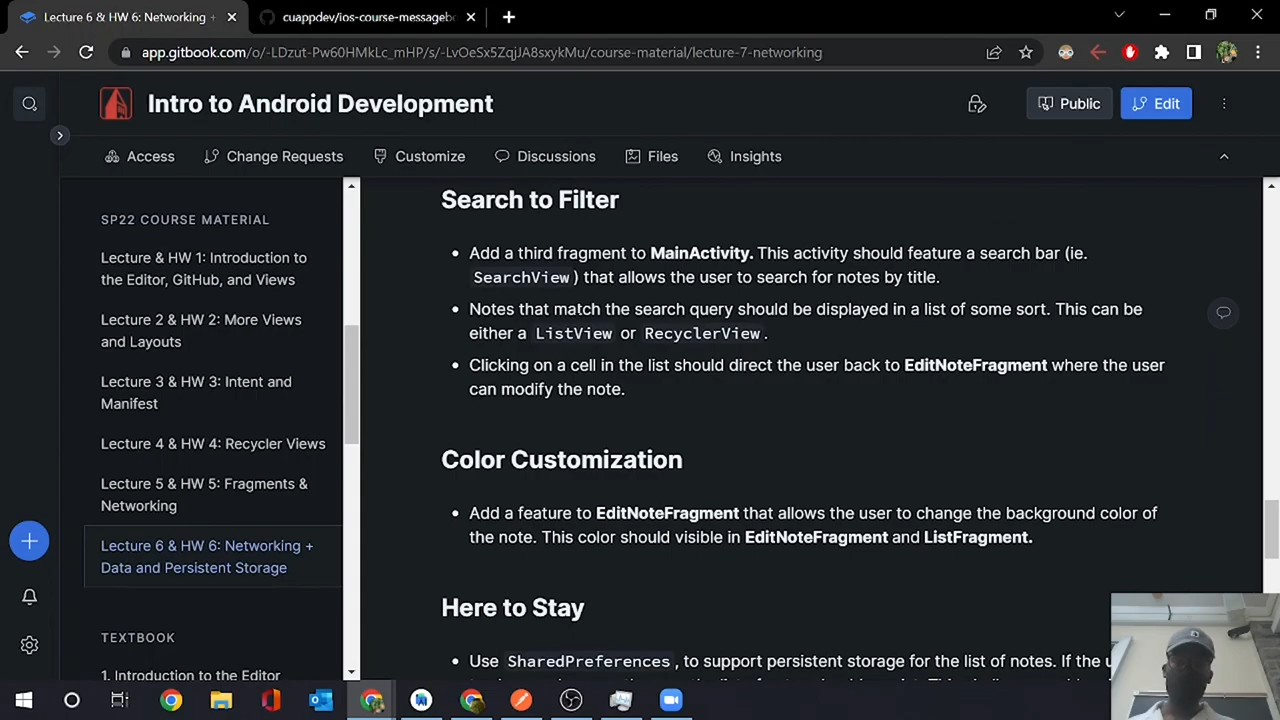 Lecture 6 & HW 6: Networking +
cuappdev/ios-course-messageb
app.gitbook.com/o/-LDzut-Pw60HMkLc_mHP/s/-LvOeSx5ZqjJA8sxykMu/course-material/lecture-7-networking
Intro to Android Development
Public
Edit
Access
Change Requests
Customize
Discussions
Files
Insights
SP22 COURSE MATERIAL
Lecture & HW 1: Introduction to
the Editor, GitHub, and Views
Lecture 2 & HW 2: More Views
and Layouts
Lecture 3 & HW 3: Intent and
Manifest
Lecture 4 & HW 4: Recycler Views
Lecture 5 & HW 5: Fragments &
Networking
Lecture 6 & HW 6: Networking +
Data and Persistent Storage
TEXTBOOK
1. Introduction to the Editor
Search to Filter
Add a third fragment to MainActivity. This activity should feature a search bar (ie.
SearchView) that allows the user to search for notes by title.
Notes that match the search query should be displayed in a list of some sort. This can be
either a ListView or RecyclerView.
Clicking on a cell in the list should direct the user back to EditNoteFragment where the user
can modify the note.
Color Customization
Add a feature to EditNoteFragment that allows the user to change the background color of
the note. This color should visible in EditNoteFragment and ListFragment.
Here to Stay
Use SharedPreferences, to support persistent storage for the list of notes. If the